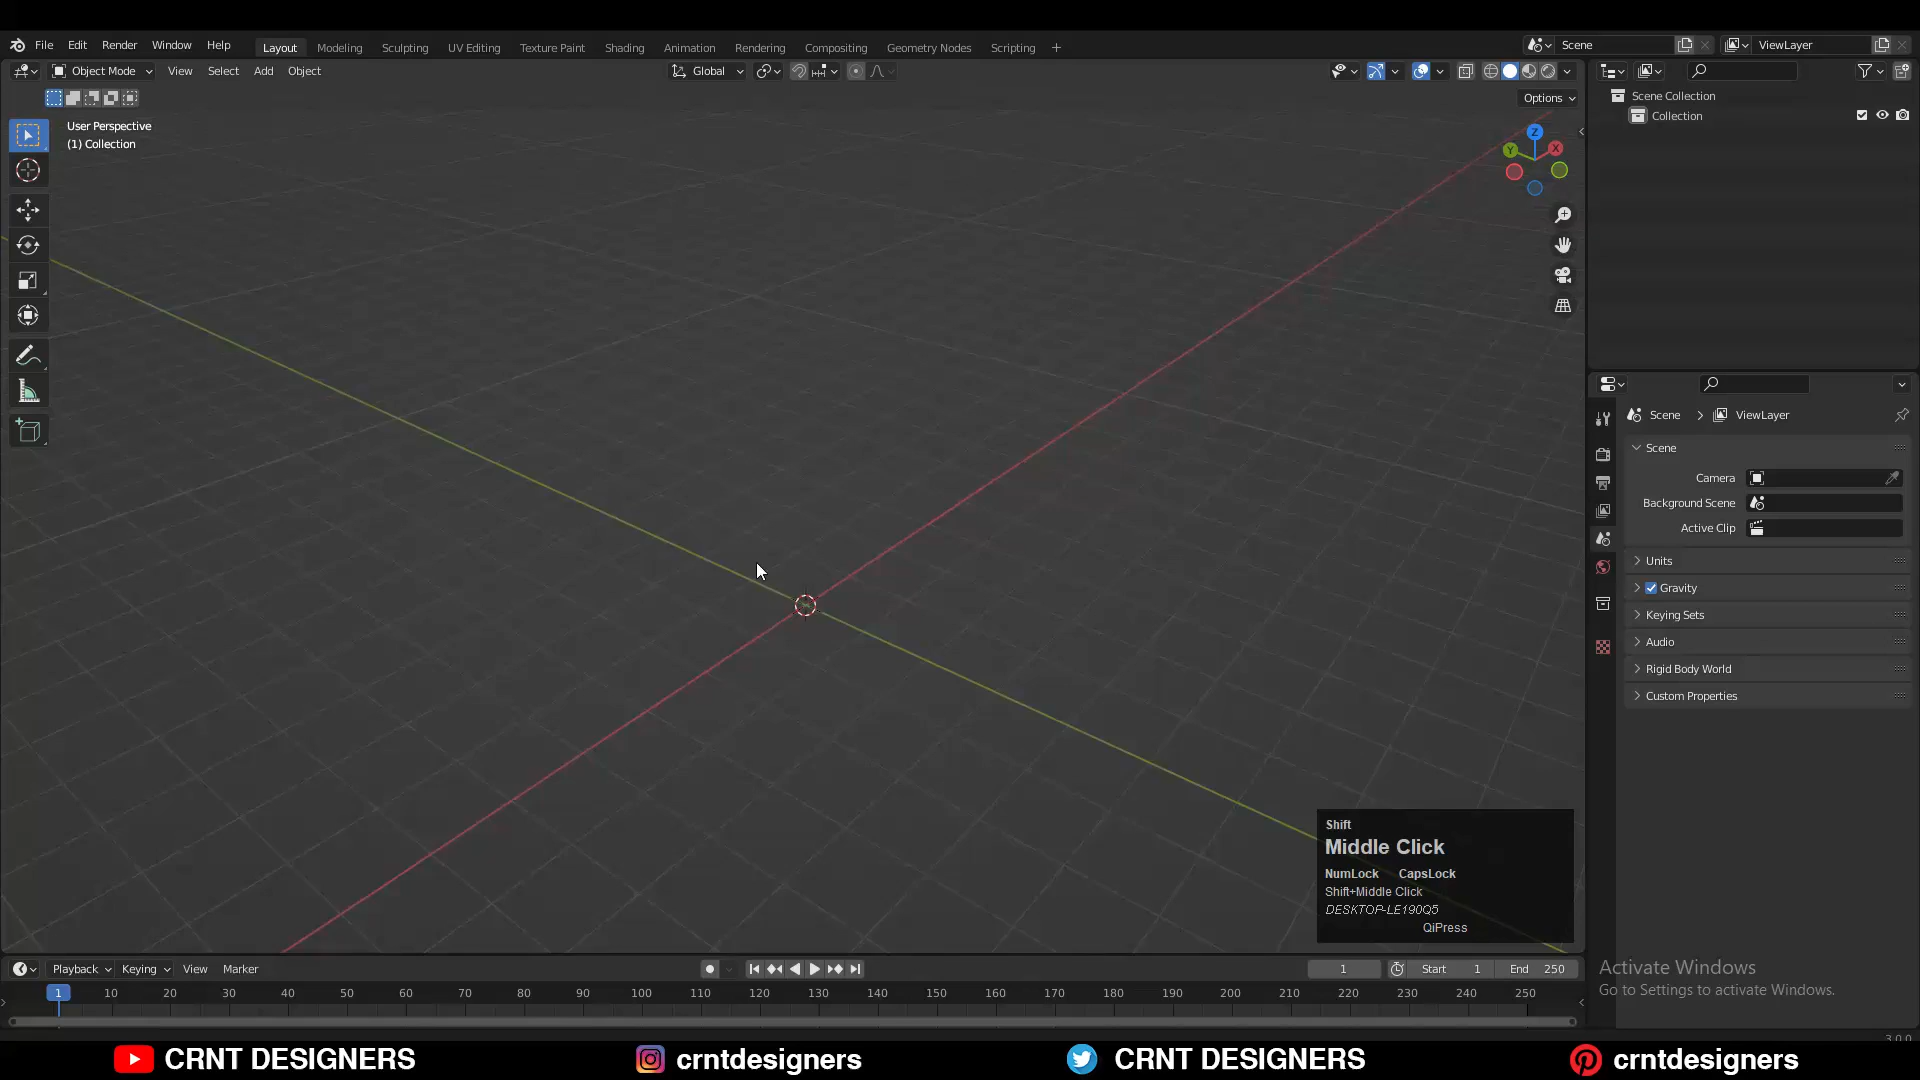 File Edit Render Window Help Layout Modeling Sculpting UV Editing Texture Paint Shading Animation Rendering Compositing Geometry Nodes Scripting + Scene ViewLayer
Object Mode View Select Add Object Global
Options
User Perspective
(1) Collection
Z
Y X
Scene Collection
Collection
Scene > ViewLayer
Scene
Camera
Background Scene
Active Clip
Units
Gravity
Keying Sets
Audio
Rigid Body World
Custom Properties
Shift
Middle Click
NumLock CapsLock
Shift+Middle Click
DESKTOP-LE190Q5
QiPress
Playback Keying View Marker 1 Start 1 End 250
1 10 20 30 40 50 60 70 80 90 100 110 120 130 140 150 160 170 180 190 200 210 220 230 240 250
Activate Windows
Go to Settings to activate Windows.
3.0.0
CRNT DESIGNERS crntdesigners CRNT DESIGNERS crntdesigners